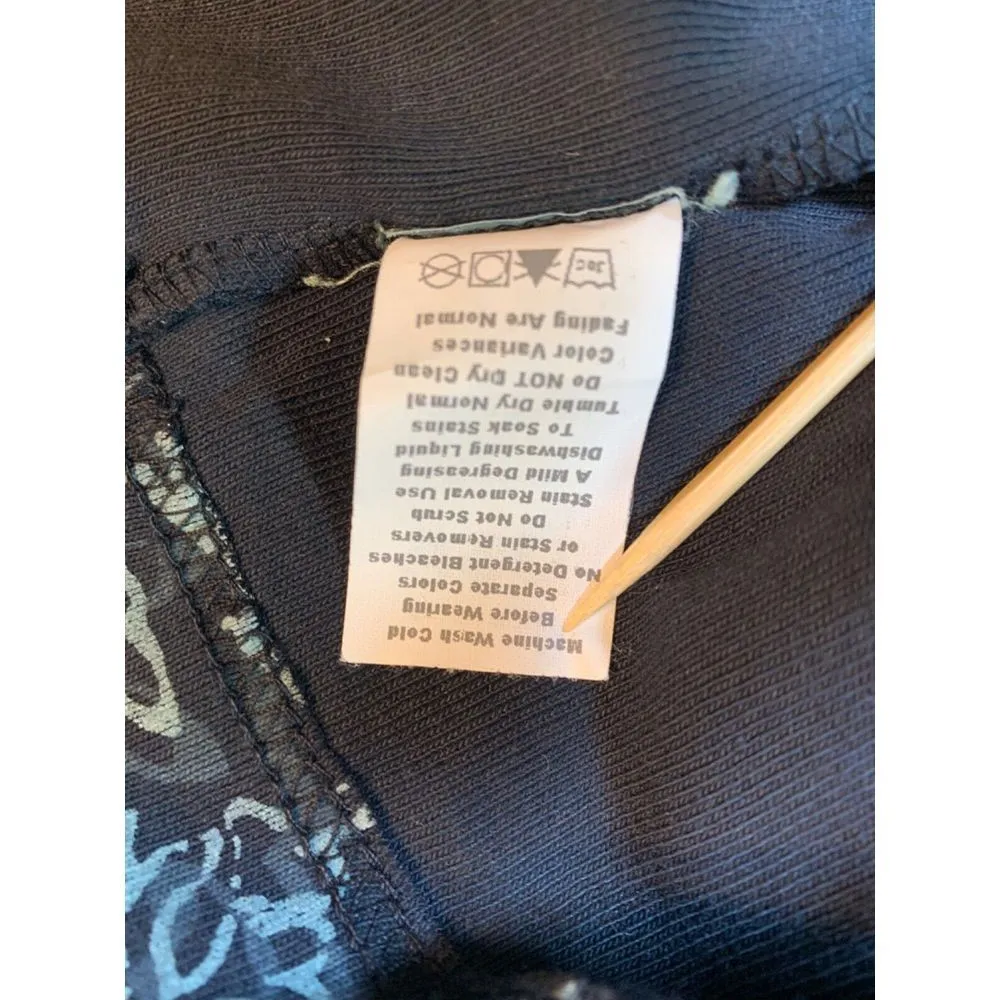 Machine Wash Cold
Before Wearing
Separate Colors
No Detergent Bleaches
or Stain Removers
Do Not Scrub
Stain Removal Use
A Mild Degreasing
Dishwashing Liquid
To Soak Stains
Tumble Dry Normal
Do NOT Dry Clean
Color Variances
Fading Are Normal